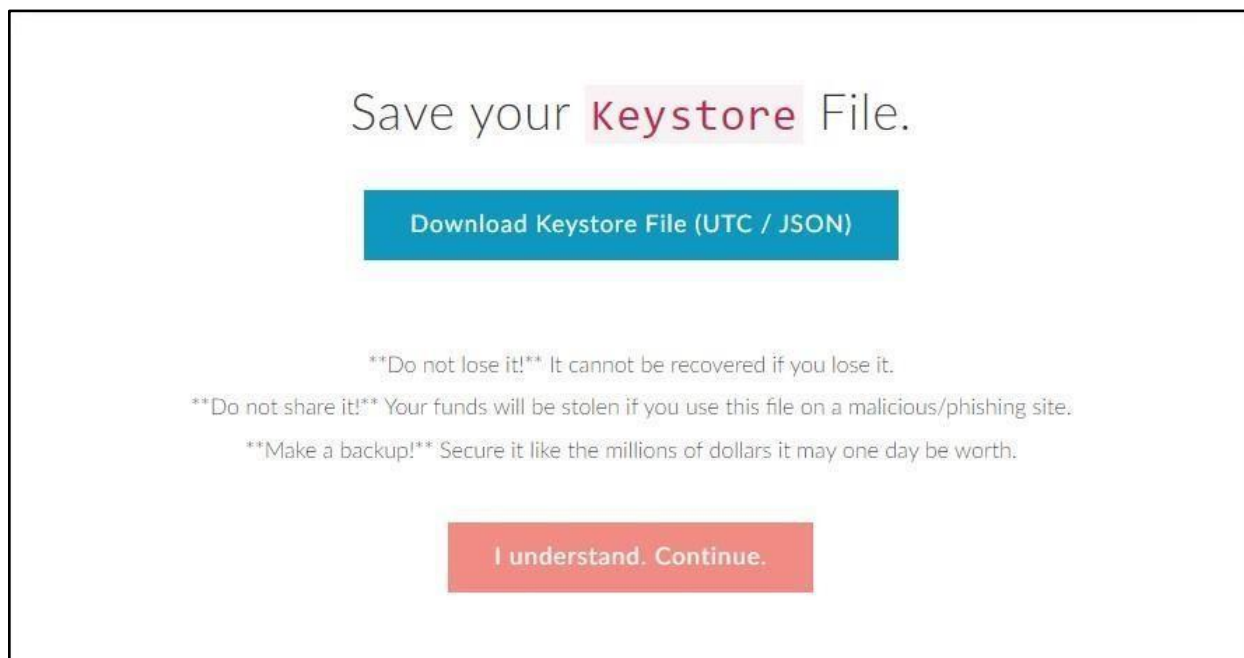 Save your Keystore File.
Download Keystore File (UTC / JSON)
**Do not lose it!** It cannot be recovered if you lose it.
**Do not share it!** Your funds will be stolen if you use this file on a malicious/phishing site.
**Make a backup!** Secure it like the millions of dollars it may one day be worth.
I understand. Continue.